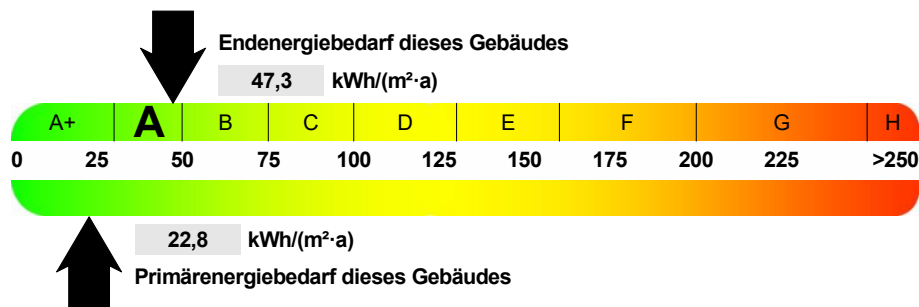 Endenergiebedarf dieses Gebäudes
47,3 kWh/(m²·a)
A+ A B C D E F G H
0 25 50 75 100 125 150 175 200 225 >250
22,8 kWh/(m²·a)
Primärenergiebedarf dieses Gebäudes